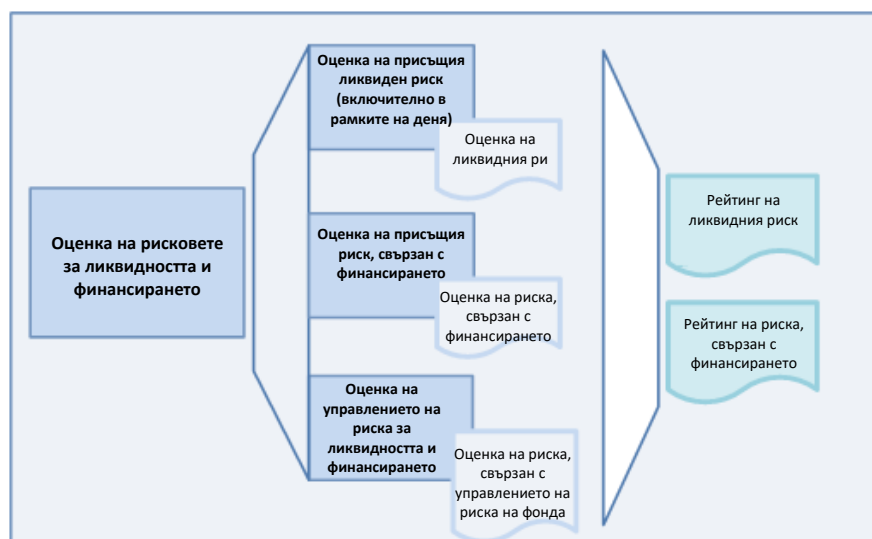 Оценка на рисковете
за ликвидността и
финансирането
Оценка на присъщия
ликвиден риск
(включително в
рамките на деня)
Оценка на
ликвидния ри
Оценка на присъщия
риск, свързан с
финансирането
Оценка на риска,
свързан с
финансирането
Оценка на
управлението на
риска за
ликвидността и
финансирането
Оценка на риска,
свързан с
управлението на
риска на фонда
Рейтинг на
ликвидния риск
Рейтинг на риска,
свързан с
финансирането